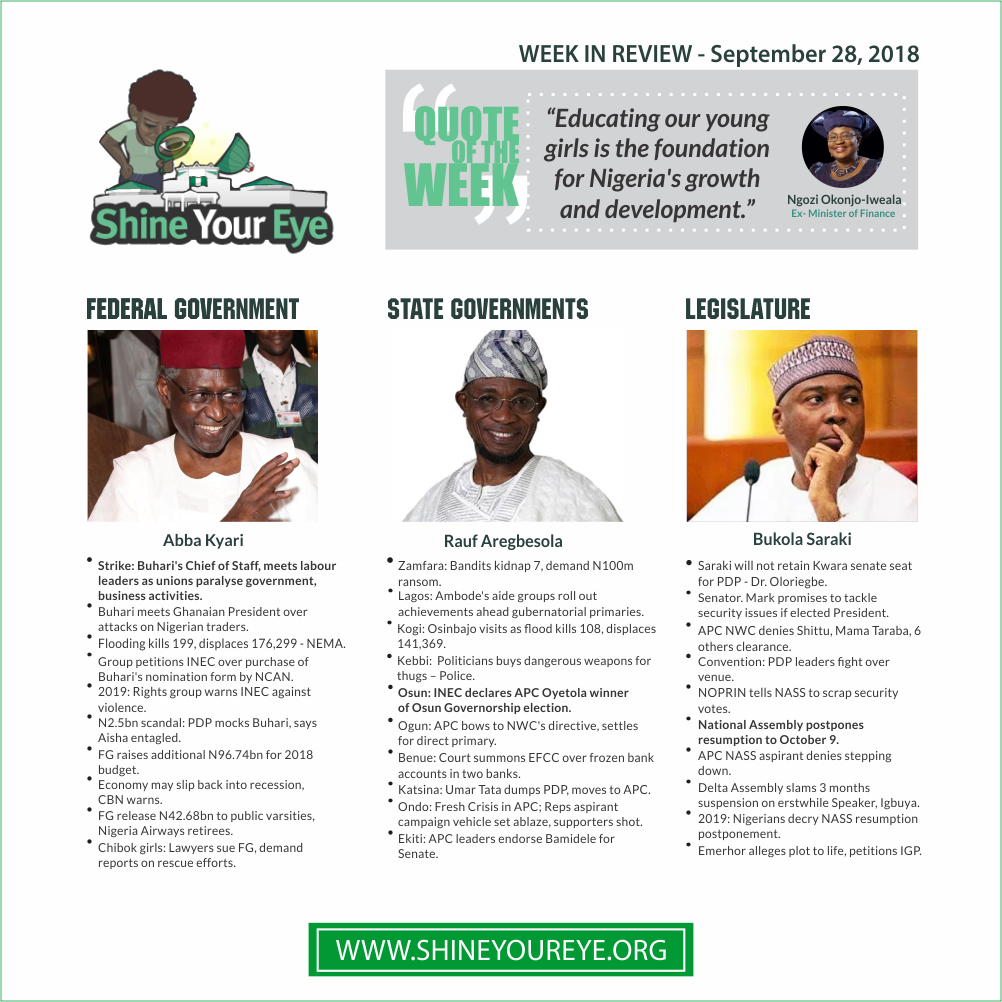 WEEK IN REVIEW - September 28, 2018
Shine Your Eye
QUOTE
OF THE
WEEK
“Educating our young
girls is the foundation
for Nigeria's growth
and development.”
Ngozi Okonjo-Iweala
Ex- Minister of Finance
FEDERAL GOVERNMENT
Abba Kyari
• Strike: Buhari's Chief of Staff, meets labour
leaders as unions paralyse government,
business activities.
• Buhari meets Ghanaian President over
attacks on Nigerian traders.
• Flooding kills 199, displaces 176,299 - NEMA.
• Group petitions INEC over purchase of
Buhari's nomination form by NCAN.
• 2019: Rights group warns INEC against
violence.
• N2.5bn scandal: PDP mocks Buhari, says
Aisha entagled.
• FG raises additional N96.74bn for 2018
budget.
• Economy may slip back into recession,
CBN warns.
• FG release N42.68bn to public varsities,
Nigeria Airways retirees.
• Chibok girls: Lawyers sue FG, demand
reports on rescue efforts.
STATE GOVERNMENTS
Rauf Aregbesola
• Zamfara: Bandits kidnap 7, demand N100m
ransom.
• Lagos: Ambode's aide groups roll out
achievements ahead gubernatorial primaries.
• Kogi: Osinbajo visits as flood kills 108, displaces
141,369.
• Kebbi: Politicians buys dangerous weapons for
thugs – Police.
• Osun: INEC declares APC Oyetola winner
of Osun Governorship election.
• Ogun: APC bows to NWC's directive, settles
for direct primary.
• Benue: Court summons EFCC over frozen bank
accounts in two banks.
• Katsina: Umar Tata dumps PDP, moves to APC.
• Ondo: Fresh Crisis in APC; Reps aspirant
campaign vehicle set ablaze, supporters shot.
• Ekiti: APC leaders endorse Bamidele for
Senate.
LEGISLATURE
Bukola Saraki
• Saraki will not retain Kwara senate seat
for PDP - Dr. Oloriegbe.
• Senator. Mark promises to tackle
security issues if elected President.
• APC NWC denies Shittu, Mama Taraba, 6
others clearance.
• Convention: PDP leaders fight over
venue.
• NOPRIN tells NASS to scrap security
votes.
• National Assembly postpones
resumption to October 9.
• APC NASS aspirant denies stepping
down.
• Delta Assembly slams 3 months
suspension on erstwhile Speaker, Igbuya.
• 2019: Nigerians decry NASS resumption
postponement.
• Emerhor alleges plot to life, petitions IGP.
WWW.SHINEYOUREYE.ORG